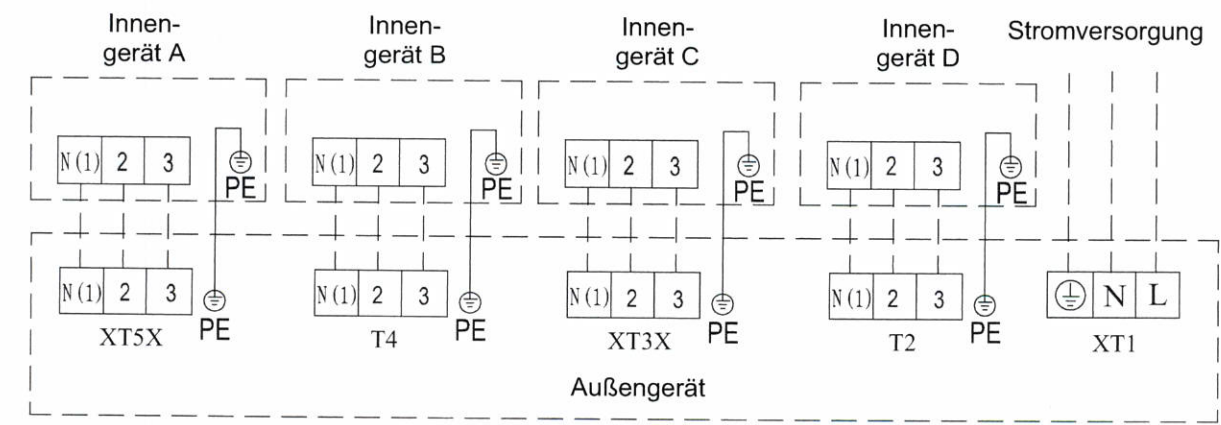 Innen-
gerät A
Innen-
gerät B
Innen-
gerät C
Innen-
gerät D
Stromversorgung
N (1) 2 3
PE
N (1) 2 3
PE
N (1) 2 3
PE
N (1) 2 3
PE
N (1) 2 3
PE
XT5X
N (1) 2 3
PE
T4
N (1) 2 3
PE
XT3X
N (1) 2 3
PE
T2
N L
XT1
Außengerät